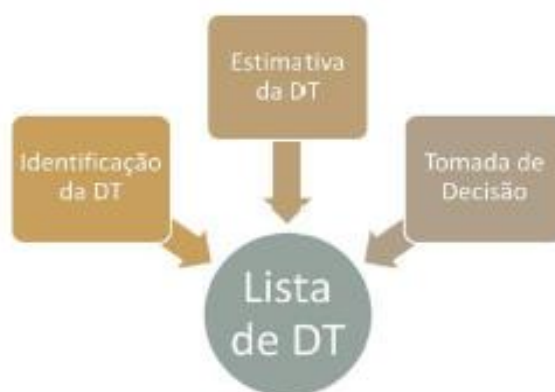 Estimativa
da DT
Identificação
da DT
Tomada de
Decisão
Lista
de DT